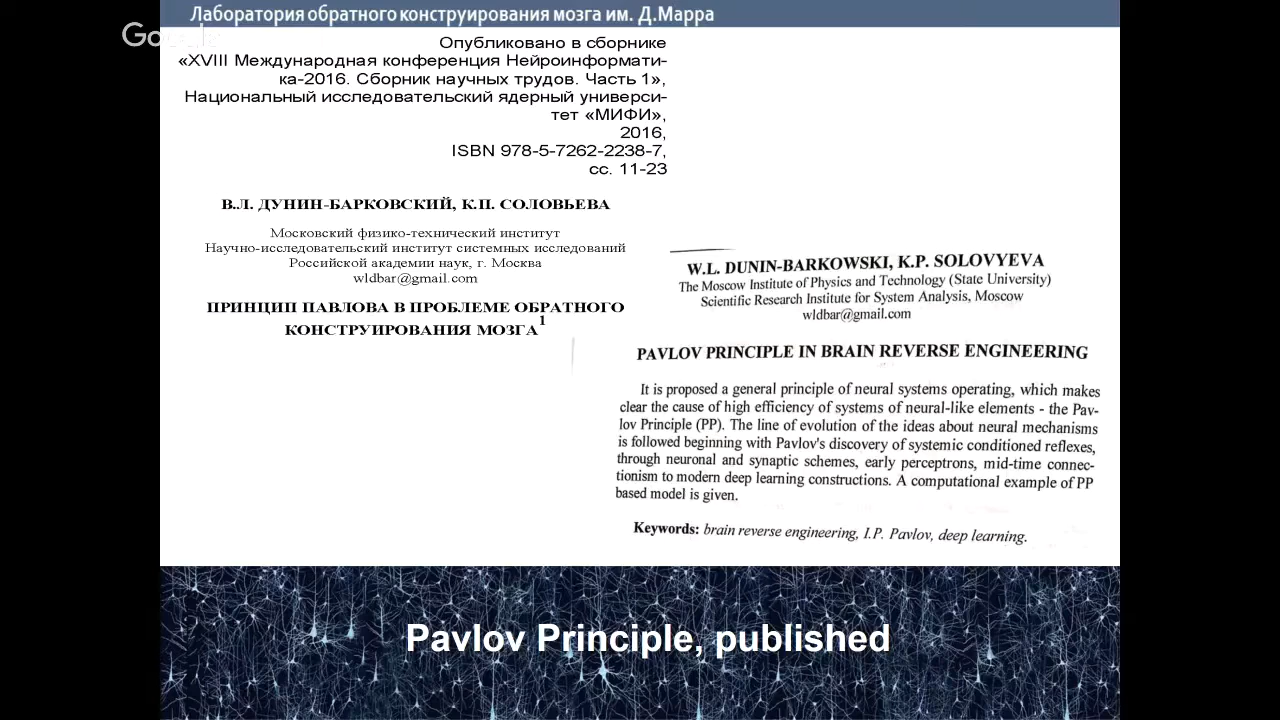 Лаборатория обратного конструирования мозга им. Д.Марра
Опубликовано в сборнике
«XVIII Международная конференция Нейроинформати-
ка-2016. Сборник научных трудов. Часть 1»,
Национальный исследовательский ядерный универси-
тет «МИФИ»,
2016,
ISBN 978-5-7262-2238-7,
сс. 11-23
В.Л. ДУНИН-БАРКОВСКИЙ, К.П. СОЛОВЬЕВА
Московский физико-технический институт
Научно-исследовательский институт системных исследований
Российской академии наук, г. Москва
wldbar@gmail.com
ПРИНЦИП ПАВЛОВА В ПРОБЛЕМЕ ОБРАТНОГО
КОНСТРУИРОВАНИЯ МОЗГА1
W.L. DUNIN-BARKOWSKI, K.P. SOLOVYEVA
The Moscow Institute of Physics and Technology (State University)
Scientific Research Institute for System Analysis, Moscow
wldbar@gmail.com
PAVLOV PRINCIPLE IN BRAIN REVERSE ENGINEERING
It is proposed a general principle of neural systems operating, which makes
clear the cause of high efficiency of systems of neural-like elements - the Pav-
lov Principle (PP). The line of evolution of the ideas about neural mechanisms
is followed beginning with Pavlov's discovery of systemic conditioned reflexes,
through neuronal and synaptic schemes, early perceptrons, mid-time connec-
tionism to modern deep learning constructions. A computational example of PP
based model is given.
Keywords: brain reverse engineering, I.P. Pavlov, deep learning.
Pavlov Principle, published